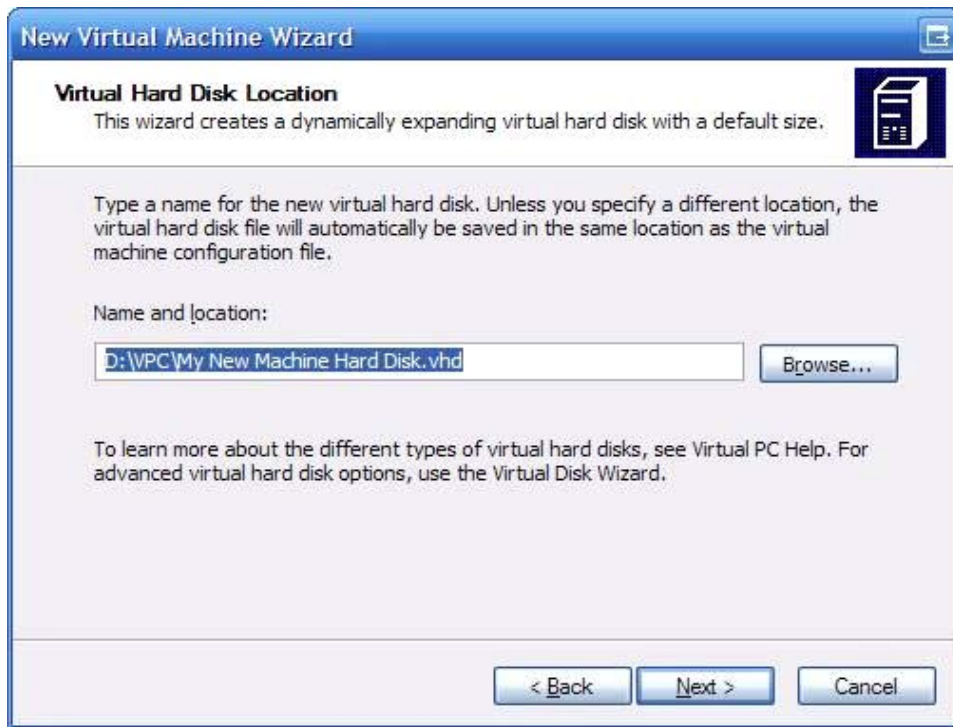 New Virtual Machine Wizard
Virtual Hard Disk Location
This wizard creates a dynamically expanding virtual hard disk with a default size.
Type a name for the new virtual hard disk. Unless you specify a different location, the
virtual hard disk file will automatically be saved in the same location as the virtual
machine configuration file.
Name and location:
D:\VPC\My New Machine Hard Disk.vhd
Browse...
To learn more about the different types of virtual hard disks, see Virtual PC Help. For
advanced virtual hard disk options, use the Virtual Disk Wizard.
< Back
Next >
Cancel